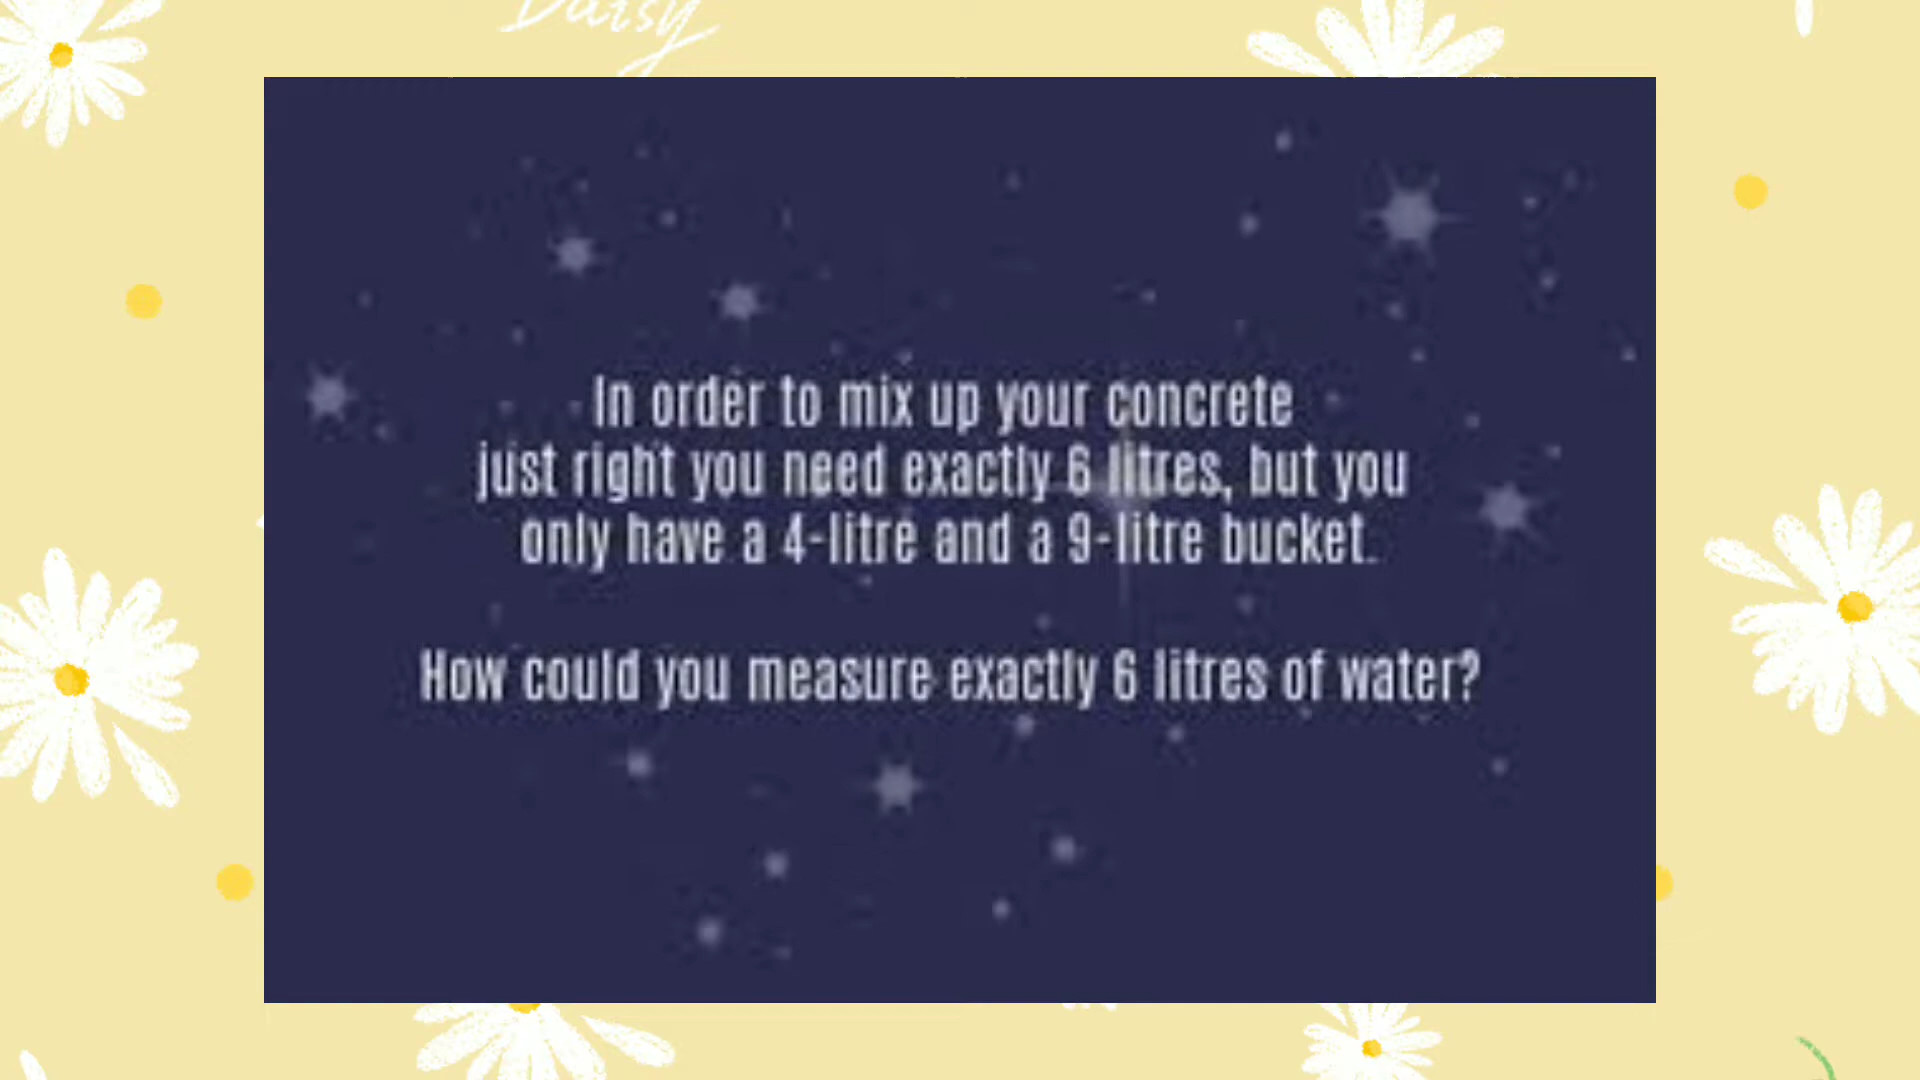 Daisy
In order to mix up your concrete
just right you need exactly 6 litres, but you
only have a 4-litre and a 9-litre bucket.
How could you measure exactly 6 litres of water?